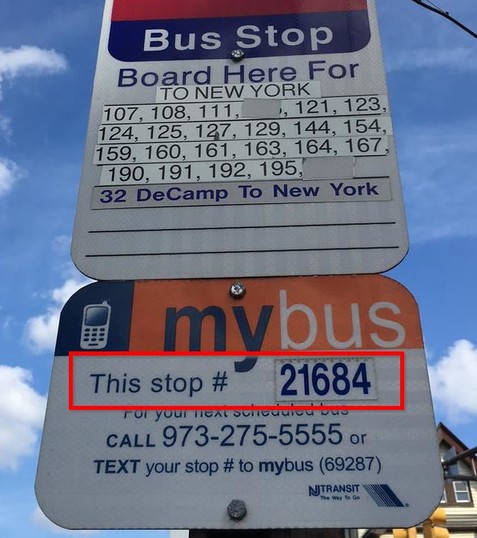 Bus Stop
Board Here For
TO NEW YORK
107, 108, 111, , 121, 123,
124, 125, 127, 129, 144, 154,
159, 160, 161, 163, 164, 167,
190, 191, 192, 195,
32 DeCamp To New York
mybus
This stop # 21684
For your next scheduled bus
CALL 973-275-5555 or
TEXT your stop # to mybus (69287)
NJTRANSIT
The Way To Go